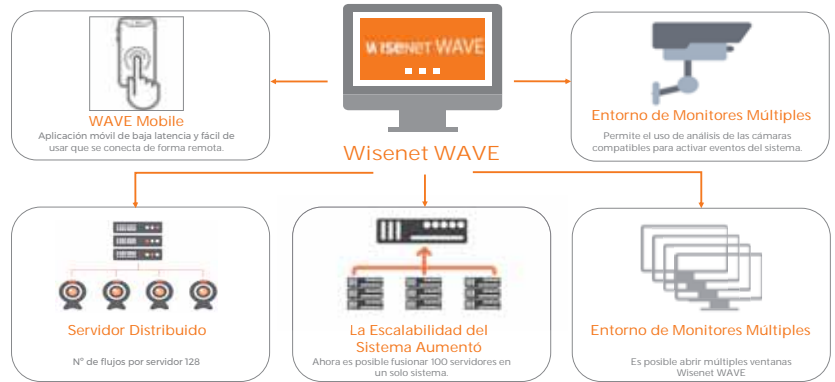 WISENET WAVE
WAVE Mobile
Aplicación móvil de baja latencia y fácil de
usar que se conecta de forma remota.
Wisenet WAVE
Entorno de Monitores Múltiples
Permite el uso de análisis de las cámaras
compatibles para activar eventos del sistema.
Servidor Distribuido
Nº de flujos por servidor 128
La Escalabilidad del
Sistema Aumentó
Ahora es posible fusionar 100 servidores en
un solo sistema.
Entorno de Monitores Múltiples
Es posible abrir múltiples ventanas
Wisenet WAVE